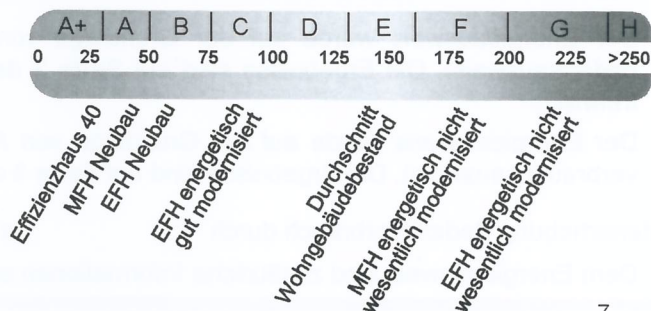 A+ A B C D E F G H
0 25 50 75 100 125 150 175 200 225 >250
Effizienzhaus 40
MFH Neubau
EFH Neubau
EFH energetisch
gut modernisiert
Durchschnitt
Wohngebäudebestand
MFH energetisch nicht
wesentlich modernisiert
EFH energetisch nicht
wesentlich modernisiert
7